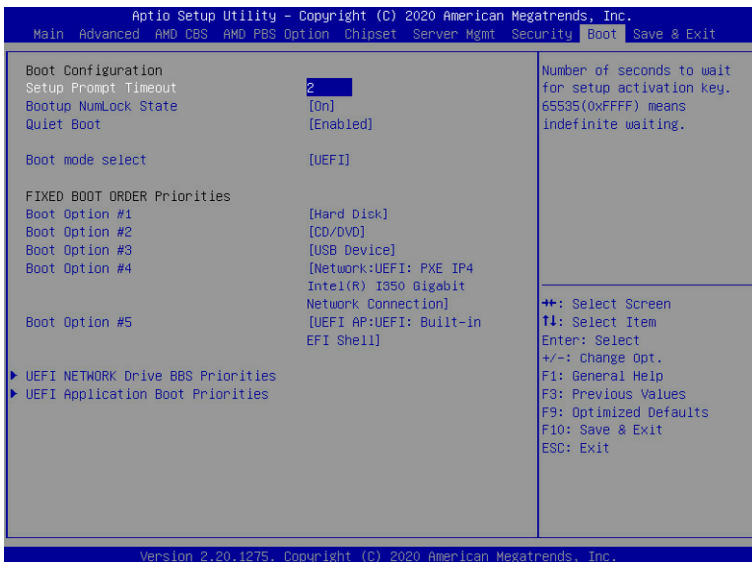 Aptio Setup Utility – Copyright (C) 2020 American Megatrends, Inc.
Main Advanced AMD CBS AMD PBS Option Chipset Server Mgmt Security Boot Save & Exit
Boot Configuration
Setup Prompt Timeout 2
Bootup NumLock State [On]
Quiet Boot [Enabled]
Boot mode select [UEFI]
FIXED BOOT ORDER Priorities
Boot Option #1 [Hard Disk]
Boot Option #2 [CD/DVD]
Boot Option #3 [USB Device]
Boot Option #4 [Network:UEFI: PXE IP4
Intel(R) I350 Gigabit
Network Connection]
Boot Option #5 [UEFI AP:UEFI: Built-in
EFI Shell]
▶ UEFI NETWORK Drive BBS Priorities
▶ UEFI Application Boot Priorities
Number of seconds to wait
for setup activation key.
65535(0xFFFF) means
indefinite waiting.
→←: Select Screen
↑↓: Select Item
Enter: Select
+/-: Change Opt.
F1: General Help
F3: Previous Values
F9: Optimized Defaults
F10: Save & Exit
ESC: Exit
Version 2.20.1275. Copyright (C) 2020 American Megatrends, Inc.